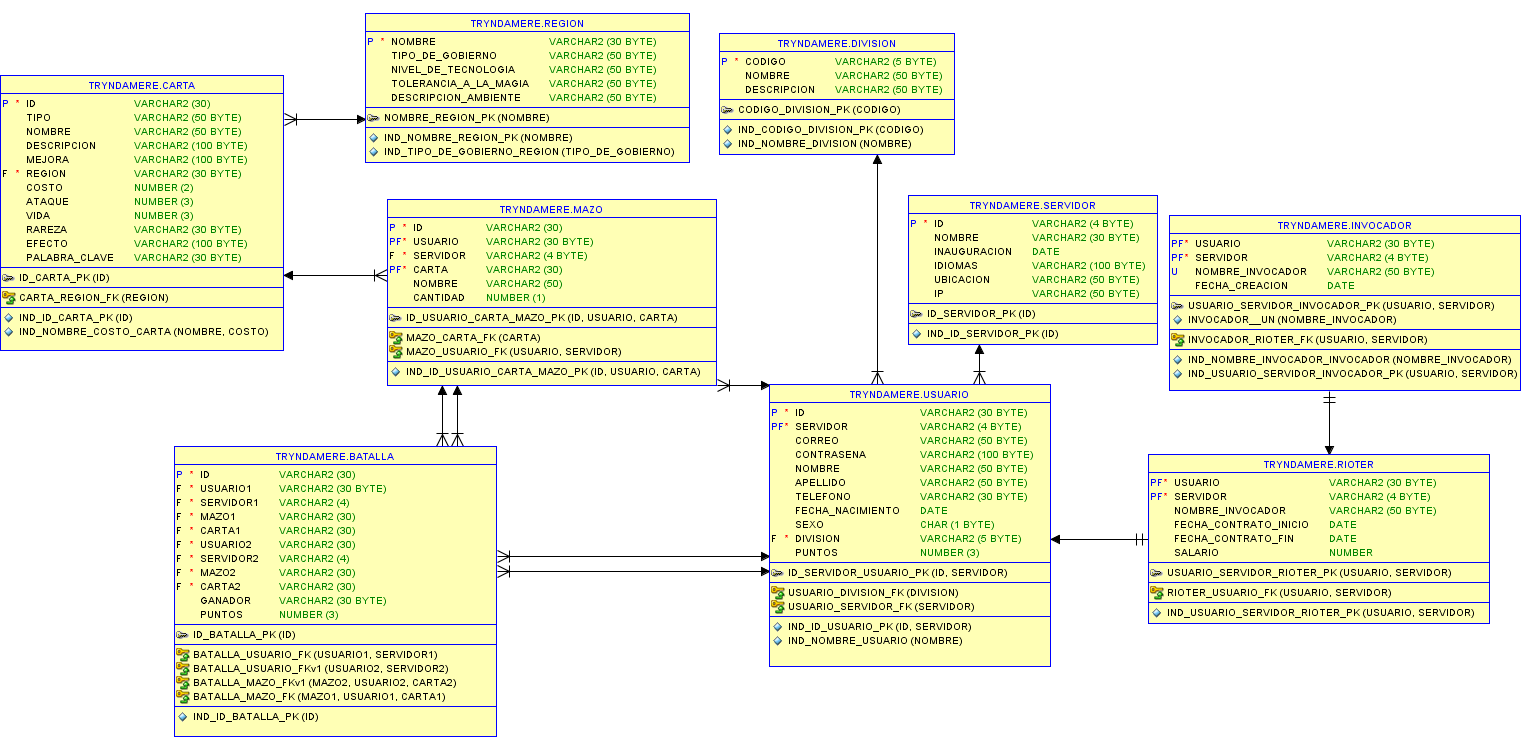 TRYNDAMERE.REGION
P * NOMBRE VARCHAR2 (30 BYTE)
TIPO_DE_GOBIERNO VARCHAR2 (50 BYTE)
NIVEL_DE_TECNOLOGIA VARCHAR2 (50 BYTE)
TOLERANCIA_A_LA_MAGIA VARCHAR2 (50 BYTE)
DESCRIPCION_AMBIENTE VARCHAR2 (50 BYTE)
NOMBRE_REGION_PK (NOMBRE)
IND_NOMBRE_REGION_PK (NOMBRE)
IND_TIPO_DE_GOBIERNO_REGION (TIPO_DE_GOBIERNO)
TRYNDAMERE.DIVISION
P * CODIGO VARCHAR2 (5 BYTE)
NOMBRE VARCHAR2 (50 BYTE)
DESCRIPCION VARCHAR2 (50 BYTE)
CODIGO_DIVISION_PK (CODIGO)
IND_CODIGO_DIVISION_PK (CODIGO)
IND_NOMBRE_DIVISION (NOMBRE)
TRYNDAMERE.CARTA
P * ID VARCHAR2 (30)
TIPO VARCHAR2 (50 BYTE)
NOMBRE VARCHAR2 (50 BYTE)
DESCRIPCION VARCHAR2 (100 BYTE)
MEJORA VARCHAR2 (100 BYTE)
F * REGION VARCHAR2 (30 BYTE)
COSTO NUMBER (2)
ATAQUE NUMBER (3)
VIDA NUMBER (3)
RAREZA VARCHAR2 (30 BYTE)
EFECTO VARCHAR2 (100 BYTE)
PALABRA_CLAVE VARCHAR2 (30 BYTE)
ID_CARTA_PK (ID)
CARTA_REGION_FK (REGION)
IND_ID_CARTA_PK (ID)
IND_NOMBRE_COSTO_CARTA (NOMBRE, COSTO)
TRYNDAMERE.MAZO
P * ID VARCHAR2 (30)
PF* USUARIO VARCHAR2 (30 BYTE)
F * SERVIDOR VARCHAR2 (4 BYTE)
PF* CARTA VARCHAR2 (30)
NOMBRE VARCHAR2 (50)
CANTIDAD NUMBER (1)
ID_USUARIO_CARTA_MAZO_PK (ID, USUARIO, CARTA)
MAZO_CARTA_FK (CARTA)
MAZO_USUARIO_FK (USUARIO, SERVIDOR)
IND_ID_USUARIO_CARTA_MAZO_PK (ID, USUARIO, CARTA)
TRYNDAMERE.SERVIDOR
P * ID VARCHAR2 (4 BYTE)
NOMBRE VARCHAR2 (30 BYTE)
INAUGURACION DATE
IDIOMAS VARCHAR2 (100 BYTE)
UBICACION VARCHAR2 (50 BYTE)
IP VARCHAR2 (50 BYTE)
ID_SERVIDOR_PK (ID)
IND_ID_SERVIDOR_PK (ID)
TRYNDAMERE.INVOCADOR
PF* USUARIO VARCHAR2 (30 BYTE)
PF* SERVIDOR VARCHAR2 (4 BYTE)
U NOMBRE_INVOCADOR VARCHAR2 (50 BYTE)
FECHA_CREACION DATE
USUARIO_SERVIDOR_INVOCADOR_PK (USUARIO, SERVIDOR)
INVOCADOR__UN (NOMBRE_INVOCADOR)
INVOCADOR_RIOTER_FK (USUARIO, SERVIDOR)
IND_NOMBRE_INVOCADOR_INVOCADOR (NOMBRE_INVOCADOR)
IND_USUARIO_SERVIDOR_INVOCADOR_PK (USUARIO, SERVIDOR)
TRYNDAMERE.USUARIO
P * ID VARCHAR2 (30 BYTE)
PF* SERVIDOR VARCHAR2 (4 BYTE)
CORREO VARCHAR2 (50 BYTE)
CONTRASENA VARCHAR2 (100 BYTE)
NOMBRE VARCHAR2 (50 BYTE)
APELLIDO VARCHAR2 (50 BYTE)
TELEFONO VARCHAR2 (30 BYTE)
FECHA_NACIMIENTO DATE
SEXO CHAR (1 BYTE)
F * DIVISION VARCHAR2 (5 BYTE)
PUNTOS NUMBER (3)
ID_SERVIDOR_USUARIO_PK (ID, SERVIDOR)
USUARIO_DIVISION_FK (DIVISION)
USUARIO_SERVIDOR_FK (SERVIDOR)
IND_ID_USUARIO_PK (ID, SERVIDOR)
IND_NOMBRE_USUARIO (NOMBRE)
TRYNDAMERE.BATALLA
P * ID VARCHAR2 (30)
F * USUARIO1 VARCHAR2 (30 BYTE)
F * SERVIDOR1 VARCHAR2 (4)
F * MAZO1 VARCHAR2 (30)
F * CARTA1 VARCHAR2 (30)
F * USUARIO2 VARCHAR2 (30)
F * SERVIDOR2 VARCHAR2 (4)
F * MAZO2 VARCHAR2 (30)
F * CARTA2 VARCHAR2 (30)
GANADOR VARCHAR2 (30 BYTE)
PUNTOS NUMBER (3)
ID_BATALLA_PK (ID)
BATALLA_USUARIO_FK (USUARIO1, SERVIDOR1)
BATALLA_USUARIO_FKv1 (USUARIO2, SERVIDOR2)
BATALLA_MAZO_FKv1 (MAZO2, USUARIO2, CARTA2)
BATALLA_MAZO_FK (MAZO1, USUARIO1, CARTA1)
IND_ID_BATALLA_PK (ID)
TRYNDAMERE.RIOTER
PF* USUARIO VARCHAR2 (30 BYTE)
PF* SERVIDOR VARCHAR2 (4 BYTE)
NOMBRE_INVOCADOR VARCHAR2 (50 BYTE)
FECHA_CONTRATO_INICIO DATE
FECHA_CONTRATO_FIN DATE
SALARIO NUMBER
USUARIO_SERVIDOR_RIOTER_PK (USUARIO, SERVIDOR)
RIOTER_USUARIO_FK (USUARIO, SERVIDOR)
IND_USUARIO_SERVIDOR_RIOTER_PK (USUARIO, SERVIDOR)